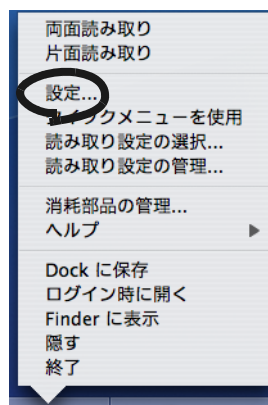 両面読み取り
片面読み取り
設定...
クイックメニューを使用
読み取り設定の選択...
読み取り設定の管理...
消耗部品の管理...
ヘルプ
Dock に保存
ログイン時に開く
Finder に表示
隠す
終了